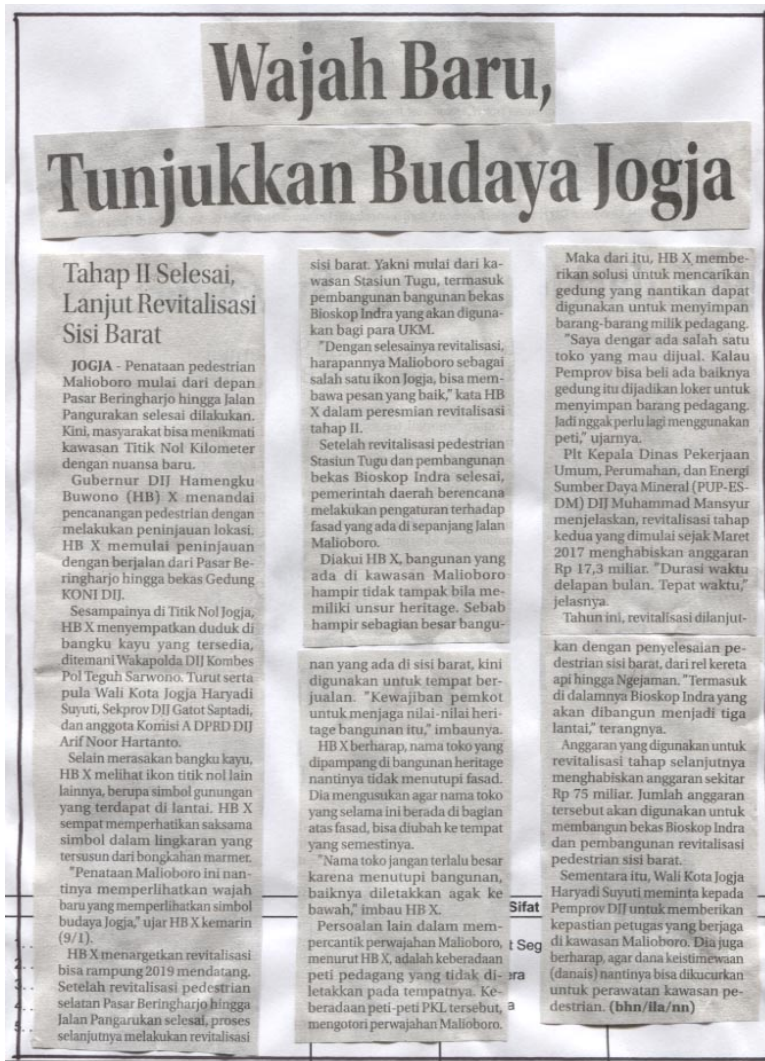 Wajah Baru,
Tunjukkan Budaya Jogja
Tahap II Selesai,
Lanjut Revitalisasi
Sisi Barat
JOGJA - Penataan pedestrian
Malioboro mulai dari depan
Pasar Beringharjo hingga Jalan
Pangurakan selesai dilakukan.
Kini, masyarakat bisa menikmati
kawasan Titik Nol Kilometer
dengan nuansa baru.
Gubernur DIJ Hamengku
Buwono (HB) X menandai
pencanangan pedestrian dengan
melakukan peninjauan lokasi.
HB X memulai peninjauan
dengan berjalan dari Pasar Be-
ringharjo hingga bekas Gedung
KONI DIJ.
Sesampainya di Titik Nol Jogja,
HB X menyempatkan duduk di
bangku kayu yang tersedia,
ditemani Wakapolda DIJ Kombes
Pol Teguh Sarwono. Turut serta
pula Wali Kota Jogja Haryadi
Suyuti, Sekprov DIJ Gatot Saptadi,
dan anggota Komisi A DPRD DIJ
Arif Noor Hartanto.
Selain merasakan bangku kayu,
HB X melihat ikon titik nol lain
lainnya, berupa simbol gunungan
yang terdapat di lantai. HB X
sempat memperhatikan saksama
simbol dalam lingkaran yang
tersusun dari bongkahan marmer.
"Penataan Malioboro ini nan-
tinya memperlihatkan wajah
baru yang memperlihatkan simbol
budaya Jogja," ujar HB X kemarin
(9/1).
HB X menargetkan revitalisasi
bisa rampung 2019 mendatang.
Setelah revitalisasi pedestrian
selatan Pasar Beringharjo hingga
Jalan Pangarukan selesai, proses
selanjutnya melakukan revitalisasi
sisi barat. Yakni mulai dari ka-
wasan Stasiun Tugu, termasuk
pembangunan bangunan bekas
Bioskop Indra yang akan diguna-
kan bagi para UKM.
"Dengan selesainya revitalisasi,
harapannya Malioboro sebagai
salah satu ikon Jogja, bisa mem-
bawa pesan yang baik," kata HB
X dalam peresmian revitalisasi
tahap II.
Setelah revitalisasi pedestrian
Stasiun Tugu dan pembangunan
bekas Bioskop Indra selesai,
pemerintah daerah berencana
melakukan pengaturan terhadap
fasad yang ada di sepanjang Jalan
Malioboro.
Diakui HB X, bangunan yang
ada di kawasan Malioboro
hampir tidak tampak bila me-
miliki unsur heritage. Sebab
hampir sebagian besar bangu-
nan yang ada di sisi barat, kini
digunakan untuk tempat ber-
jualan. "Kewajiban pemkot
untuk menjaga nilai-nilai heri-
tage bangunan itu," imbaunya.
HB X berharap, nama toko yang
dipampang di bangunan heritage
nantinya tidak menutupi fasad.
Dia mengusukan agar nama toko
yang selama ini berada di bagian
atas fasad, bisa diubah ke tempat
yang semestinya.
"Nama toko jangan terlalu besar
karena menutupi bangunan,
baiknya diletakkan agak ke
bawah," imbau HB X.
Persoalan lain dalam mem-
percantik perwajahan Malioboro,
menurut HB X, adalah keberadaan
peti pedagang yang tidak di-
letakkan pada tempatnya. Ke-
beradaan peti-peti PKL tersebut,
mengotori perwajahan Malioboro.
Maka dari itu, HB X membe-
rikan solusi untuk mencarikan
gedung yang nantikan dapat
digunakan untuk menyimpan
barang-barang milik pedagang.
"Saya dengar ada salah satu
toko yang mau dijual. Kalau
Pemprov bisa beli ada baiknya
gedung itu dijadikan loker untuk
menyimpan barang pedagang.
Jadi nggak perlu lagi menggunakan
peti," ujarnya.
Plt Kepala Dinas Pekerjaan
Umum, Perumahan, dan Energi
Sumber Daya Mineral (PUP-ES-
DM) DIJ Muhammad Mansyur
menjelaskan, revitalisasi tahap
kedua yang dimulai sejak Maret
2017 menghabiskan anggaran
Rp 17,3 miliar. "Durasi waktu
delapan bulan. Tepat waktu,"
jelasnya.
Tahun ini, revitalisasi dilanjut-
kan dengan penyelesaian pe-
destrian sisi barat, dari rel kereta
api hingga Ngejaman. "Termasuk
di dalamnya Bioskop Indra yang
akan dibangun menjadi tiga
lantai," terangnya.
Anggaran yang digunakan untuk
revitalisasi tahap selanjutnya
menghabiskan anggaran sekitar
Rp 75 miliar. Jumlah anggaran
tersebut akan digunakan untuk
membangun bekas Bioskop Indra
dan pembangunan revitalisasi
pedestrian sisi barat.
Sementara itu, Wali Kota Jogja
Haryadi Suyuti meminta kepada
Pemprov DIJ untuk memberikan
kepastian petugas yang berjaga
di kawasan Malioboro. Dia juga
berharap, agar dana keistimewaan
(danais) nantinya bisa dikucurkan
untuk perawatan kawasan pe-
destrian. (bhn/ila/nn)
Sifat